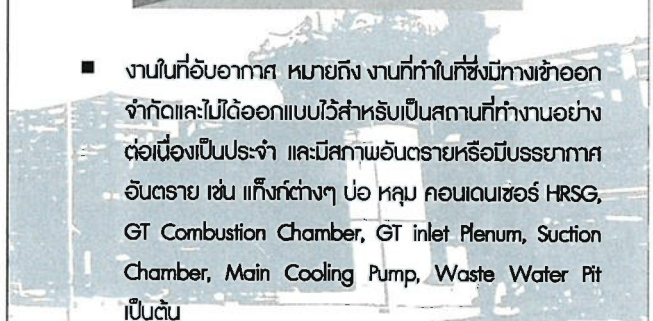 ▪ งานในที่อับอากาศ หมายถึง งานที่ทำในที่ซึ่งมีทางเข้าออก
จำกัดและไม่ได้ออกแบบไว้สำหรับเป็นสถานที่ทำงานอย่าง
ต่อเนื่องเป็นประจำ และมีสภาพอันตรายหรือมีบรรยากาศ
อันตราย เช่น แท็งก์ต่างๆ บ่อ หลุม คอนเดนเซอร์ HRSG,
GT Combustion Chamber, GT inlet Plenum, Suction
Chamber, Main Cooling Pump, Waste Water Pit
เป็นต้น